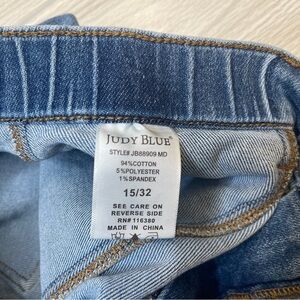 JUDY BLUE
STYLE# JB88909 MD
94%COTTON
5%POLYESTER
1%SPANDEX
15/32
SEE CARE ON
REVERSE SIDE
RN# 116380
MADE IN CHINA